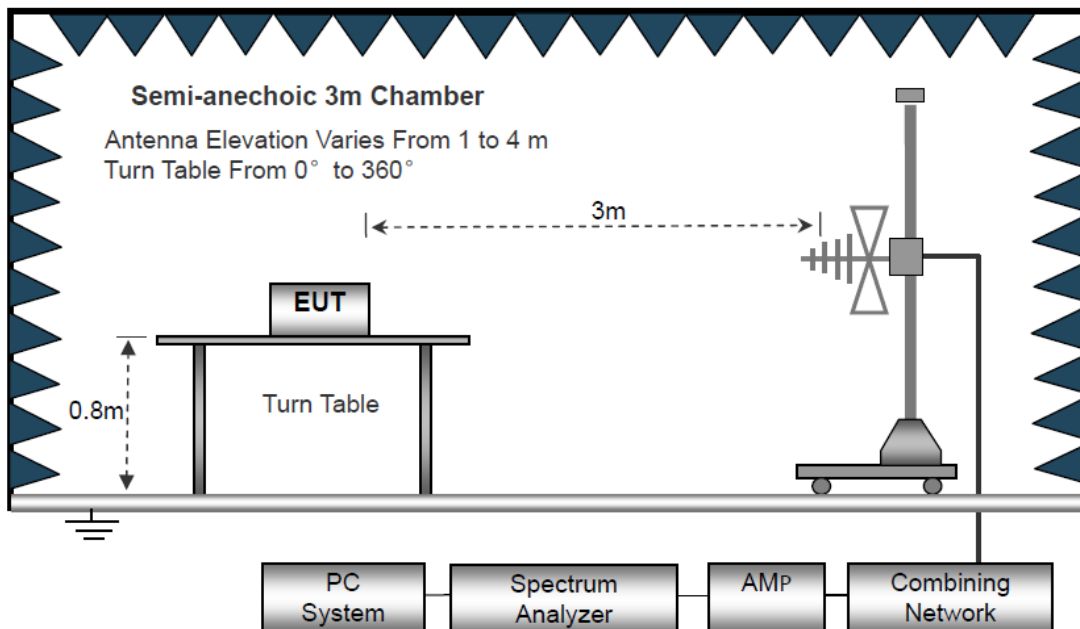 Semi-anechoic 3m Chamber
Antenna Elevation Varies From 1 to 4 m
Turn Table From 0° to 360°
3m
EUT
0.8m
Turn Table
PC
System
Spectrum
Analyzer
AMP
Combining
Network